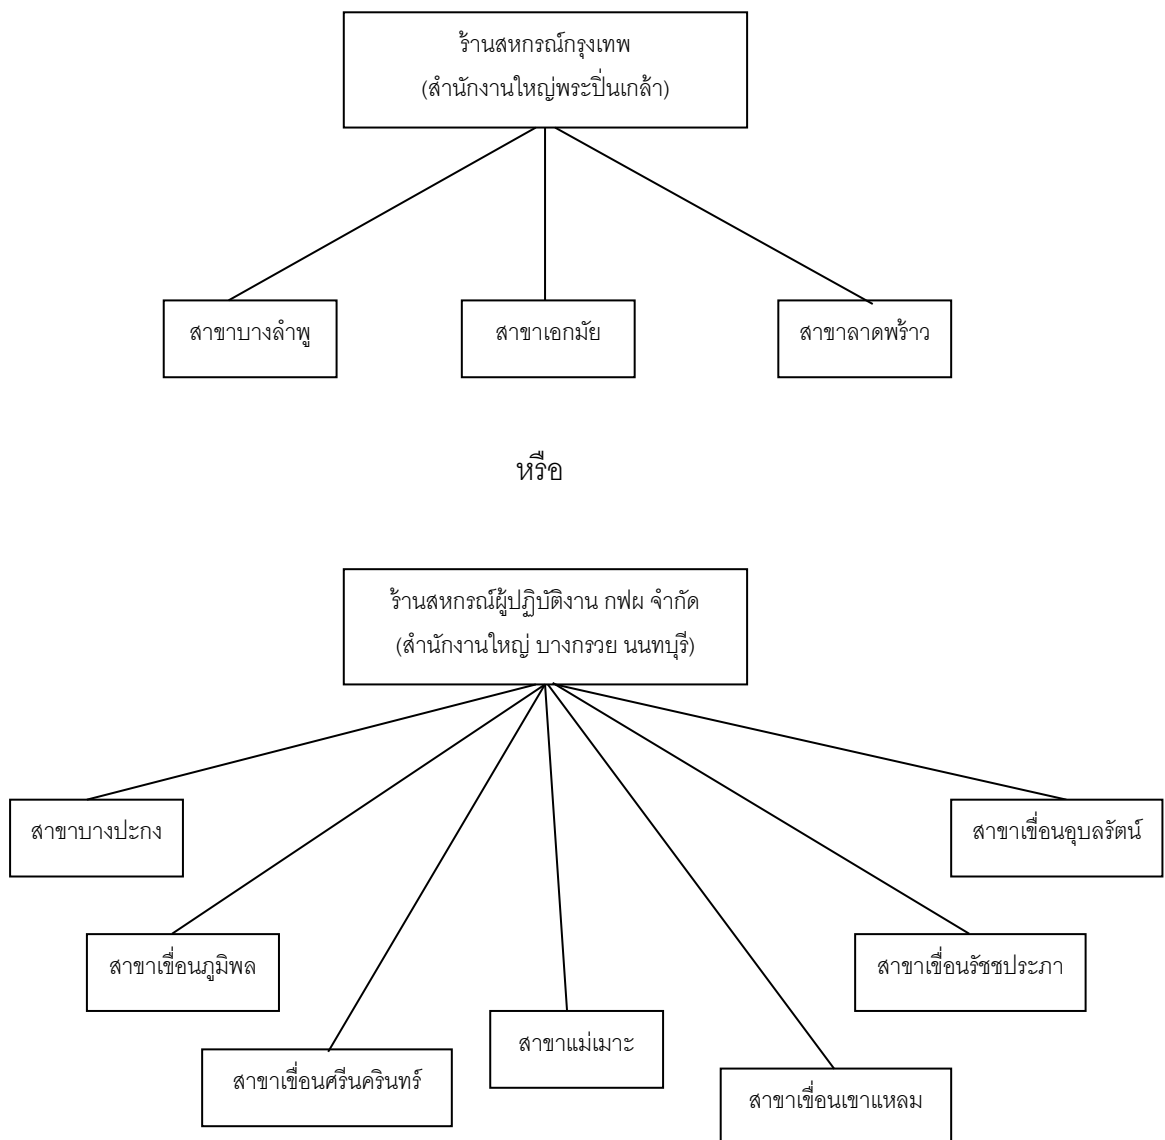 ร้านสหกรณ์กรุงเทพ
(สำนักงานใหญ่พระปิ่นเกล้า)
สาขาบางลำพู
สาขาเอกมัย
สาขาลาดพร้าว
หรือ
ร้านสหกรณ์ผู้ปฏิบัติงาน กฟผ จำกัด
(สำนักงานใหญ่ บางกรวย นนทบุรี)
สาขาบางปะกง
สาขาเขื่อนอุบลรัตน์
สาขาเขื่อนภูมิพล
สาขาเขื่อนรัชชประภา
สาขาแม่เมาะ
สาขาเขื่อนศรีนครินทร์
สาขาเขื่อนเขาแหลม